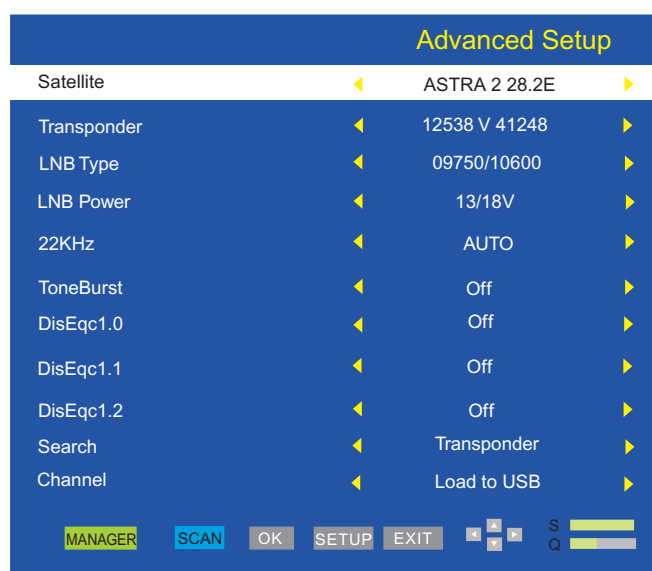 Advanced Setup
Satellite ASTRA 2 28.2E
Transponder 12538 V 41248
LNB Type 09750/10600
LNB Power 13/18V
22KHz AUTO
ToneBurst Off
DisEqc1.0 Off
DisEqc1.1 Off
DisEqc1.2 Off
Search Transponder
Channel Load to USB
MANAGER SCAN OK SETUP EXIT S
Q